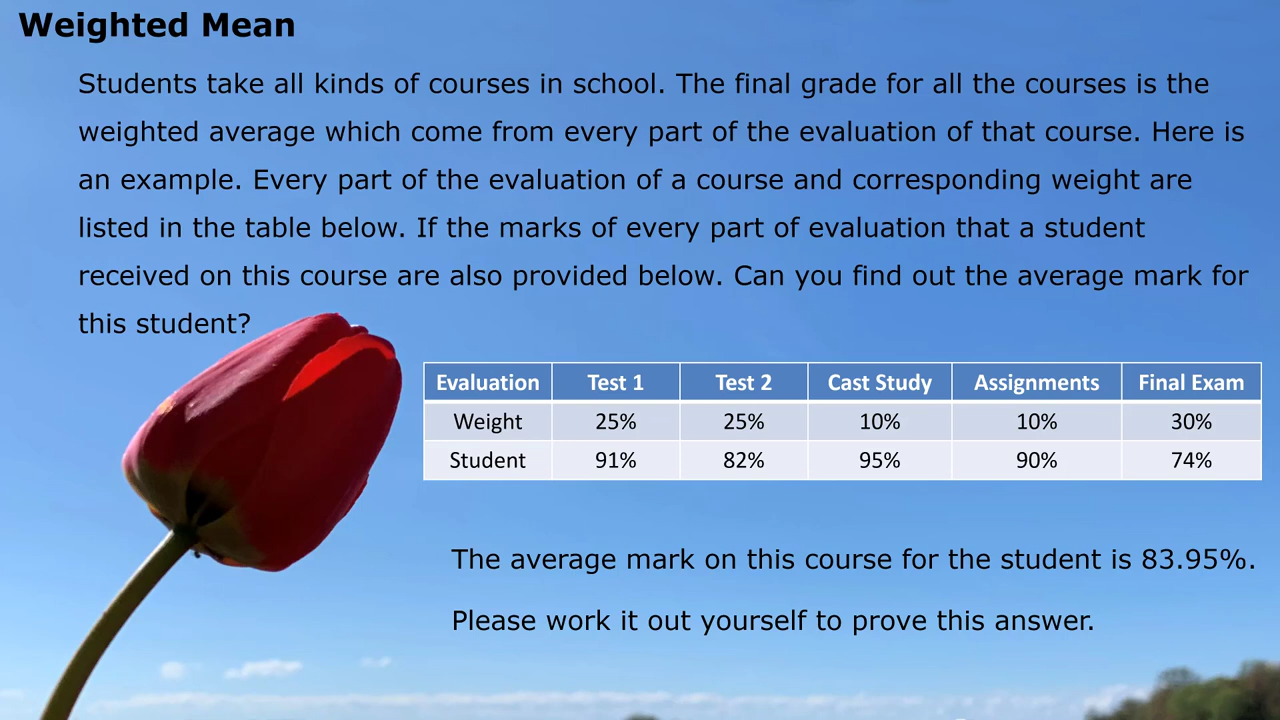 Weighted Mean
Students take all kinds of courses in school. The final grade for all the courses is the
weighted average which come from every part of the evaluation of that course. Here is
an example. Every part of the evaluation of a course and corresponding weight are
listed in the table below. If the marks of every part of evaluation that a student
received on this course are also provided below. Can you find out the average mark for
this student?
Evaluation Test 1 Test 2 Cast Study Assignments Final Exam
Weight 25% 25% 10% 10% 30%
Student 91% 82% 95% 90% 74%
The average mark on this course for the student is 83.95%.
Please work it out yourself to prove this answer.